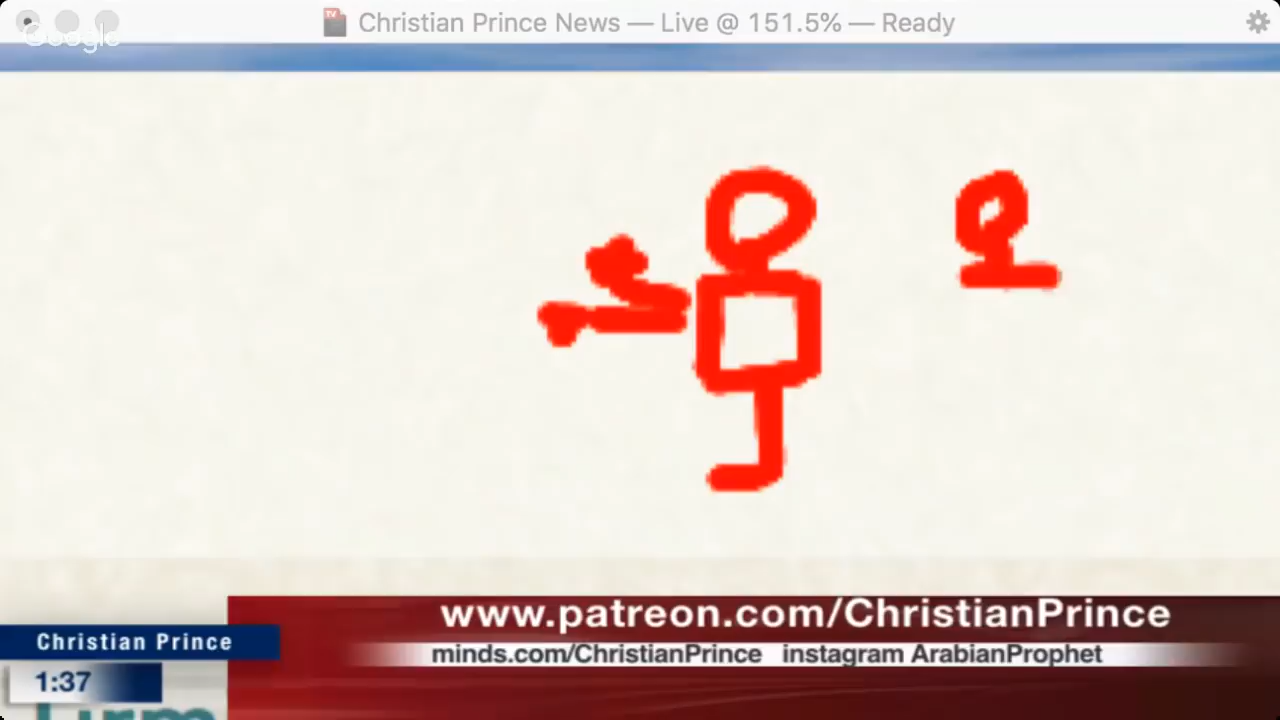 Christian Prince News — Live @ 151.5% — Ready
Google
www.patreon.com/ChristianPrince
Christian Prince
minds.com/ChristianPrince instagram ArabianProphet
1:37